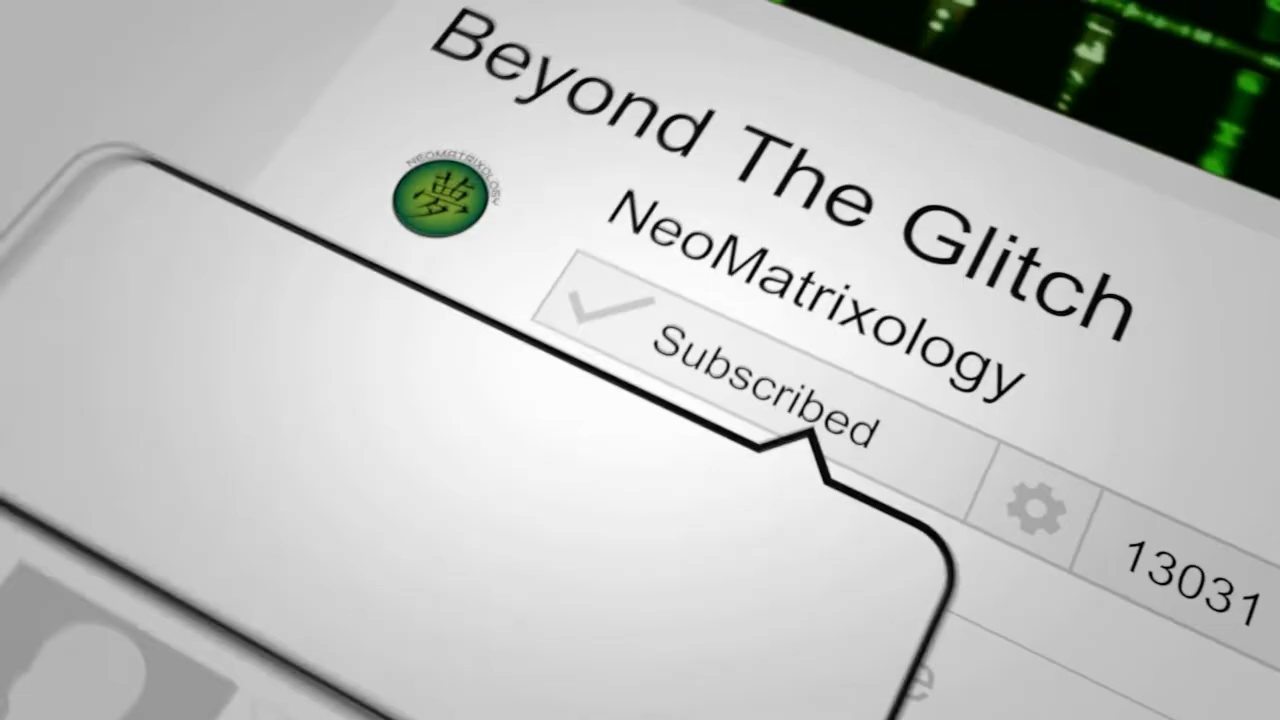 Beyond The Glitch
NEOMATRIXOLOGY
夢
NeoMatrixology
Subscribed
13031
e